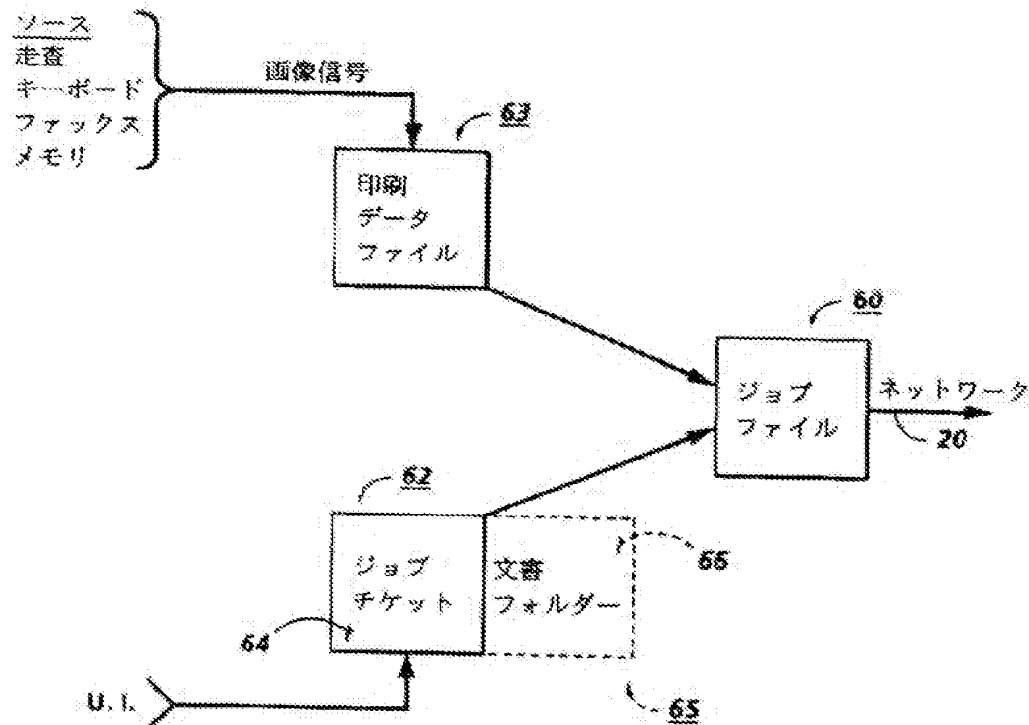 ソース
走査
キーボード
ファックス
メモリ
画像信号
63
印刷
データ
ファイル
60
ジョブ
ファイル
ネットワーク
20
62
ジョブ
チケット
64
文書
フォルダー
66
65
U.I.